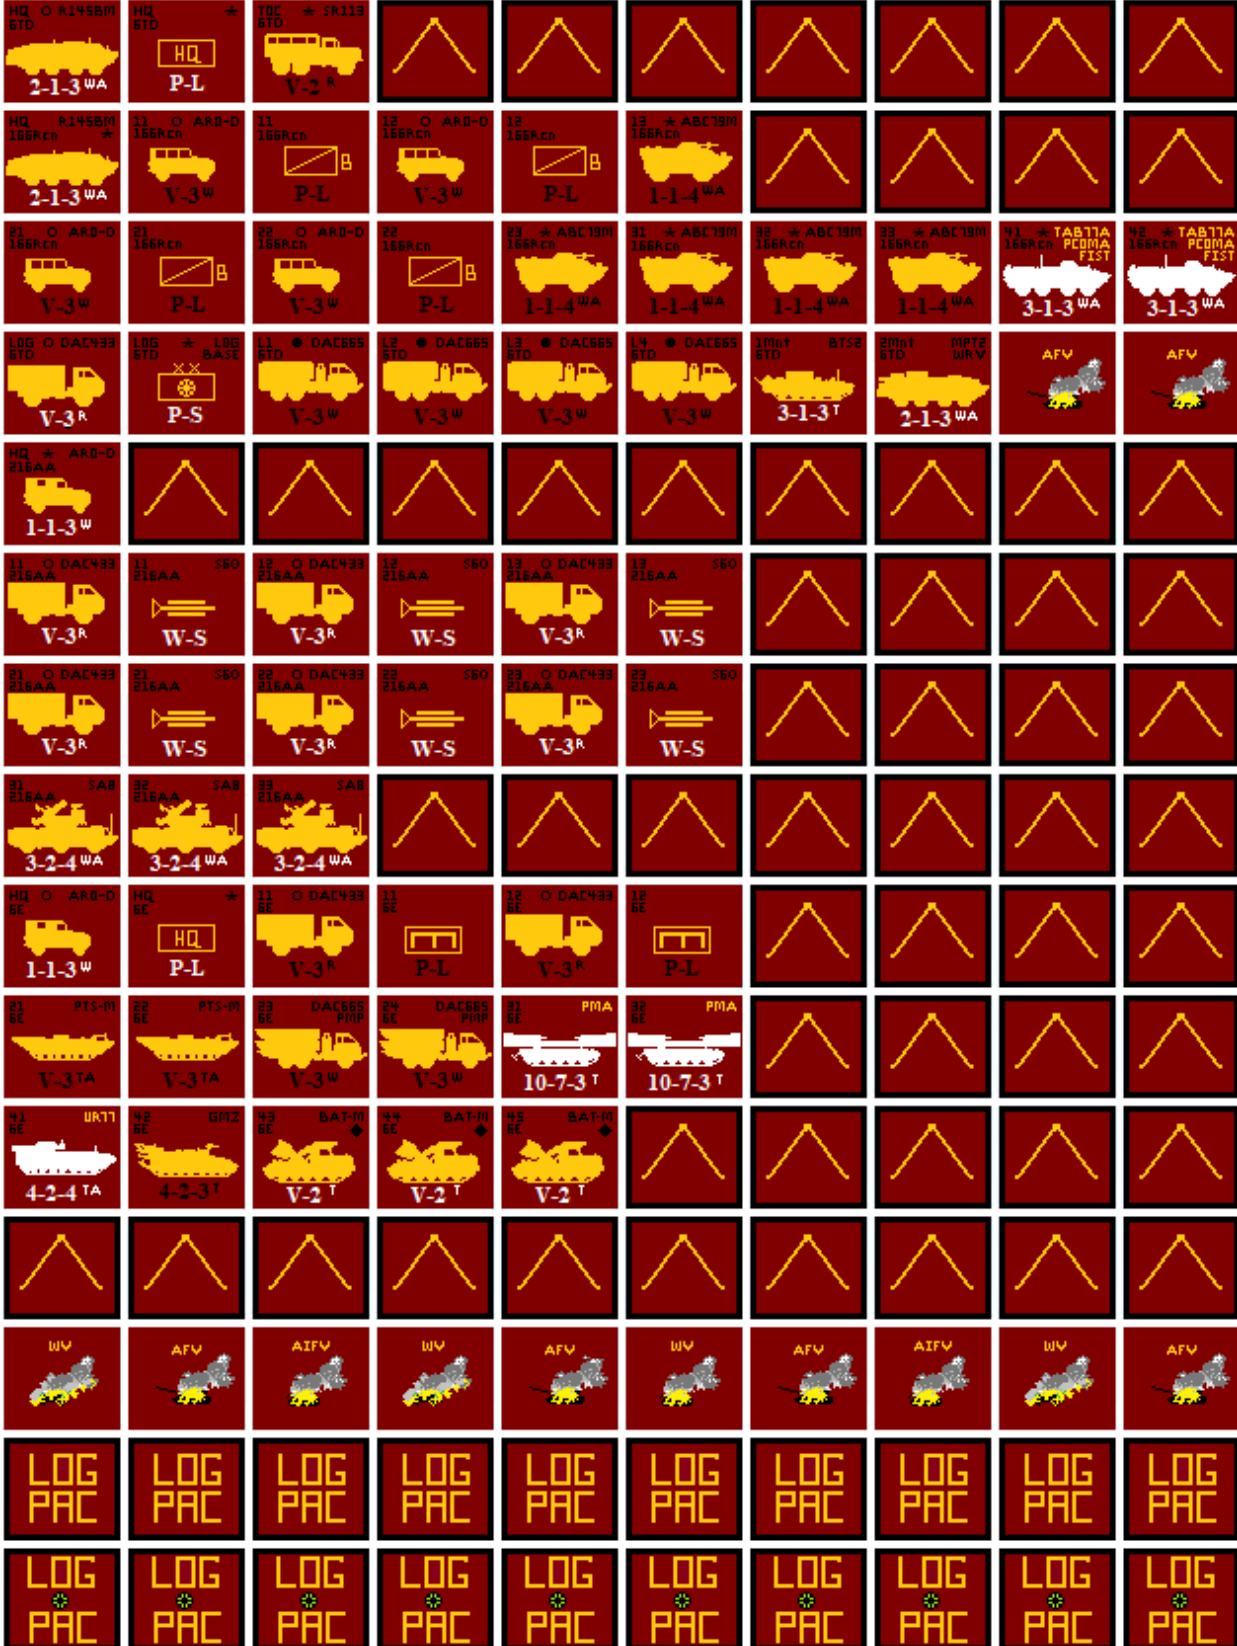 HQ O R145BM
6TD
2-1-3 WA
HQ *
6TD
HQ
P-L
TOC * SR113
6TD
V-2 R
HQ R145BM
166Rcn *
2-1-3 WA
11 O ARO-D
166Rcn
V-3 W
11
166Rcn
B
P-L
12 O ARO-D
166Rcn
V-3 W
12
166Rcn
B
P-L
13 * ABC79M
166Rcn
1-1-4 WA
21 O ARO-D
166Rcn
V-3 W
21
166Rcn
B
P-L
22 O ARO-D
166Rcn
V-3 W
22
166Rcn
B
P-L
23 * ABC79M
166Rcn
1-1-4 WA
31 * ABC79M
166Rcn
1-1-4 WA
32 * ABC79M
166Rcn
1-1-4 WA
33 * ABC79M
166Rcn
1-1-4 WA
41 * TAB77A
166Rcn PCOMA
FIST
3-1-3 WA
42 * TAB77A
166Rcn PCOMA
FIST
3-1-3 WA
LOG O DAC433
6TD
V-3 R
LOG * LOG
6TD BASE
XX
P-S
L1 ● DAC665
6TD
V-3 W
L2 ● DAC665
6TD
V-3 W
L3 ● DAC665
6TD
V-3 W
L4 ● DAC665
6TD
V-3 W
1Mnt BTS2
6TD
3-1-3 T
2Mnt MPT2
6TD WRV
2-1-3 WA
AFV
AFV
HQ * ARO-D
216AA
1-1-3 W
11 O DAC433
216AA
V-3 R
11 S60
216AA
W-S
12 O DAC433
216AA
V-3 R
12 S60
216AA
W-S
13 O DAC433
216AA
V-3 R
13 S60
216AA
W-S
21 O DAC433
216AA
V-3 R
21 S60
216AA
W-S
22 O DAC433
216AA
V-3 R
22 S60
216AA
W-S
23 O DAC433
216AA
V-3 R
23 S60
216AA
W-S
31 SA8
216AA
3-2-4 WA
32 SA8
216AA
3-2-4 WA
33 SA8
216AA
3-2-4 WA
HQ O ARO-D
6E
1-1-3 W
HQ *
6E
HQ
P-L
11 O DAC433
6E
V-3 R
11
6E
P-L
12 O DAC433
6E
V-3 R
12
6E
P-L
21 PTS-M
6E
V-3 TA
22 PTS-M
6E
V-3 TA
23 DAC665
6E PMP
V-3 W
24 DAC665
6E PMP
V-3 W
31 PMA
6E
10-7-3 T
32 PMA
6E
10-7-3 T
41 UR77
6E
4-2-4 TA
42 GMZ
6E
4-2-3 T
43 BAT-M
6E ◆
V-2 T
44 BAT-M
6E ◆
V-2 T
45 BAT-M
6E ◆
V-2 T
WV
AFV
AIFV
WV
AFV
WV
AFV
AIFV
WV
AFV
LOG
PAC
LOG
PAC
LOG
PAC
LOG
PAC
LOG
PAC
LOG
PAC
LOG
PAC
LOG
PAC
LOG
PAC
LOG
PAC
LOG
PAC
LOG
PAC
LOG
PAC
LOG
PAC
LOG
PAC
LOG
PAC
LOG
PAC
LOG
PAC
LOG
PAC
LOG
PAC